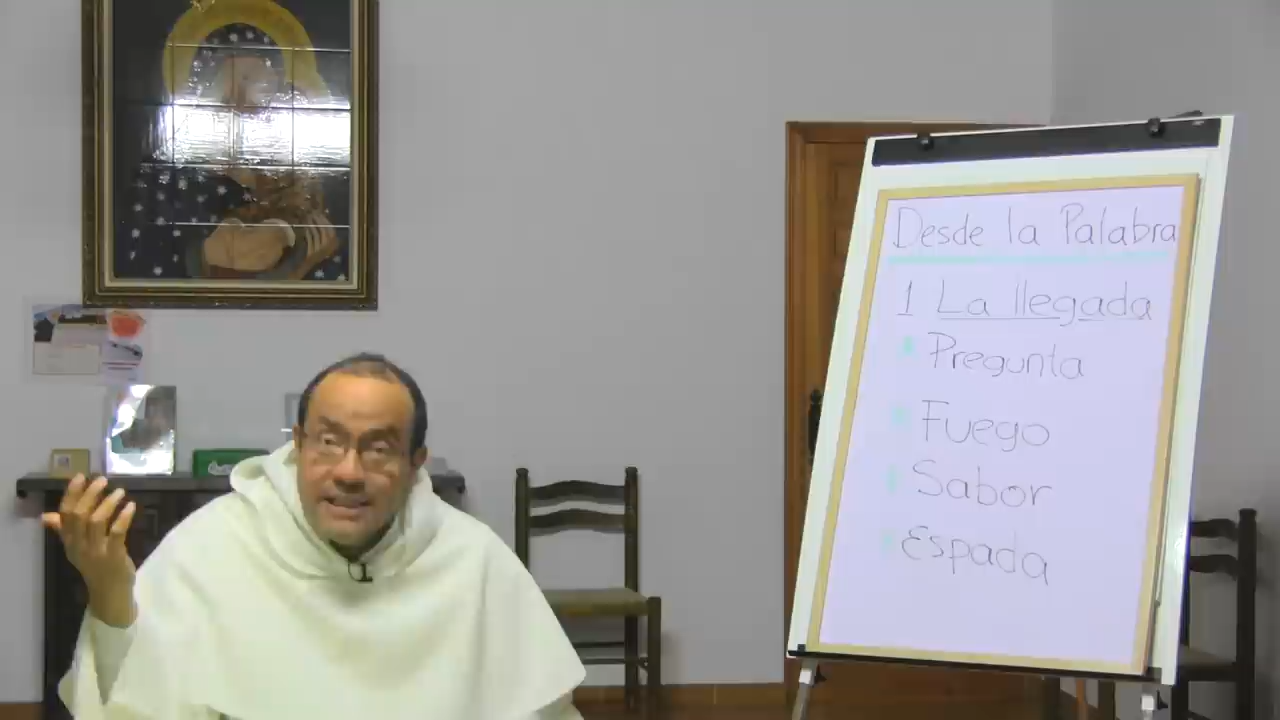 Desde la Palabra
1 La llegada
Pregunta
Fuego
Sabor
Espada